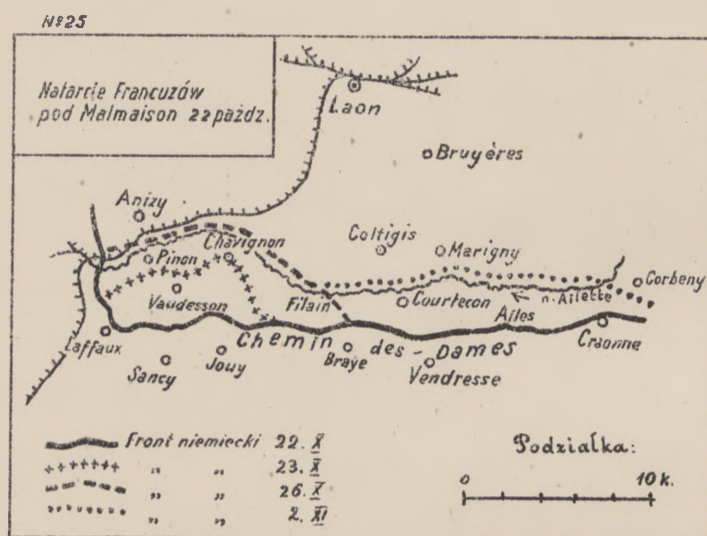 №25
Natarcie Francuzów
pod Malmaison 22 paźdz.
Laon
Bruyères
Anizy
Pinon
Chavignon
Coltigis
Marigny
Corbeny
Vaudesson
Filain
Courtecon
n. Ailette
Ailes
Laffaux
Chemin des-Dames
Craonne
Sancy
Jouy
Braye
Vendresse
Front niemiecki 22. X
„ „ 23. X
„ „ 26. X
„ „ 2. XI
Podziałka:
0 10 k.